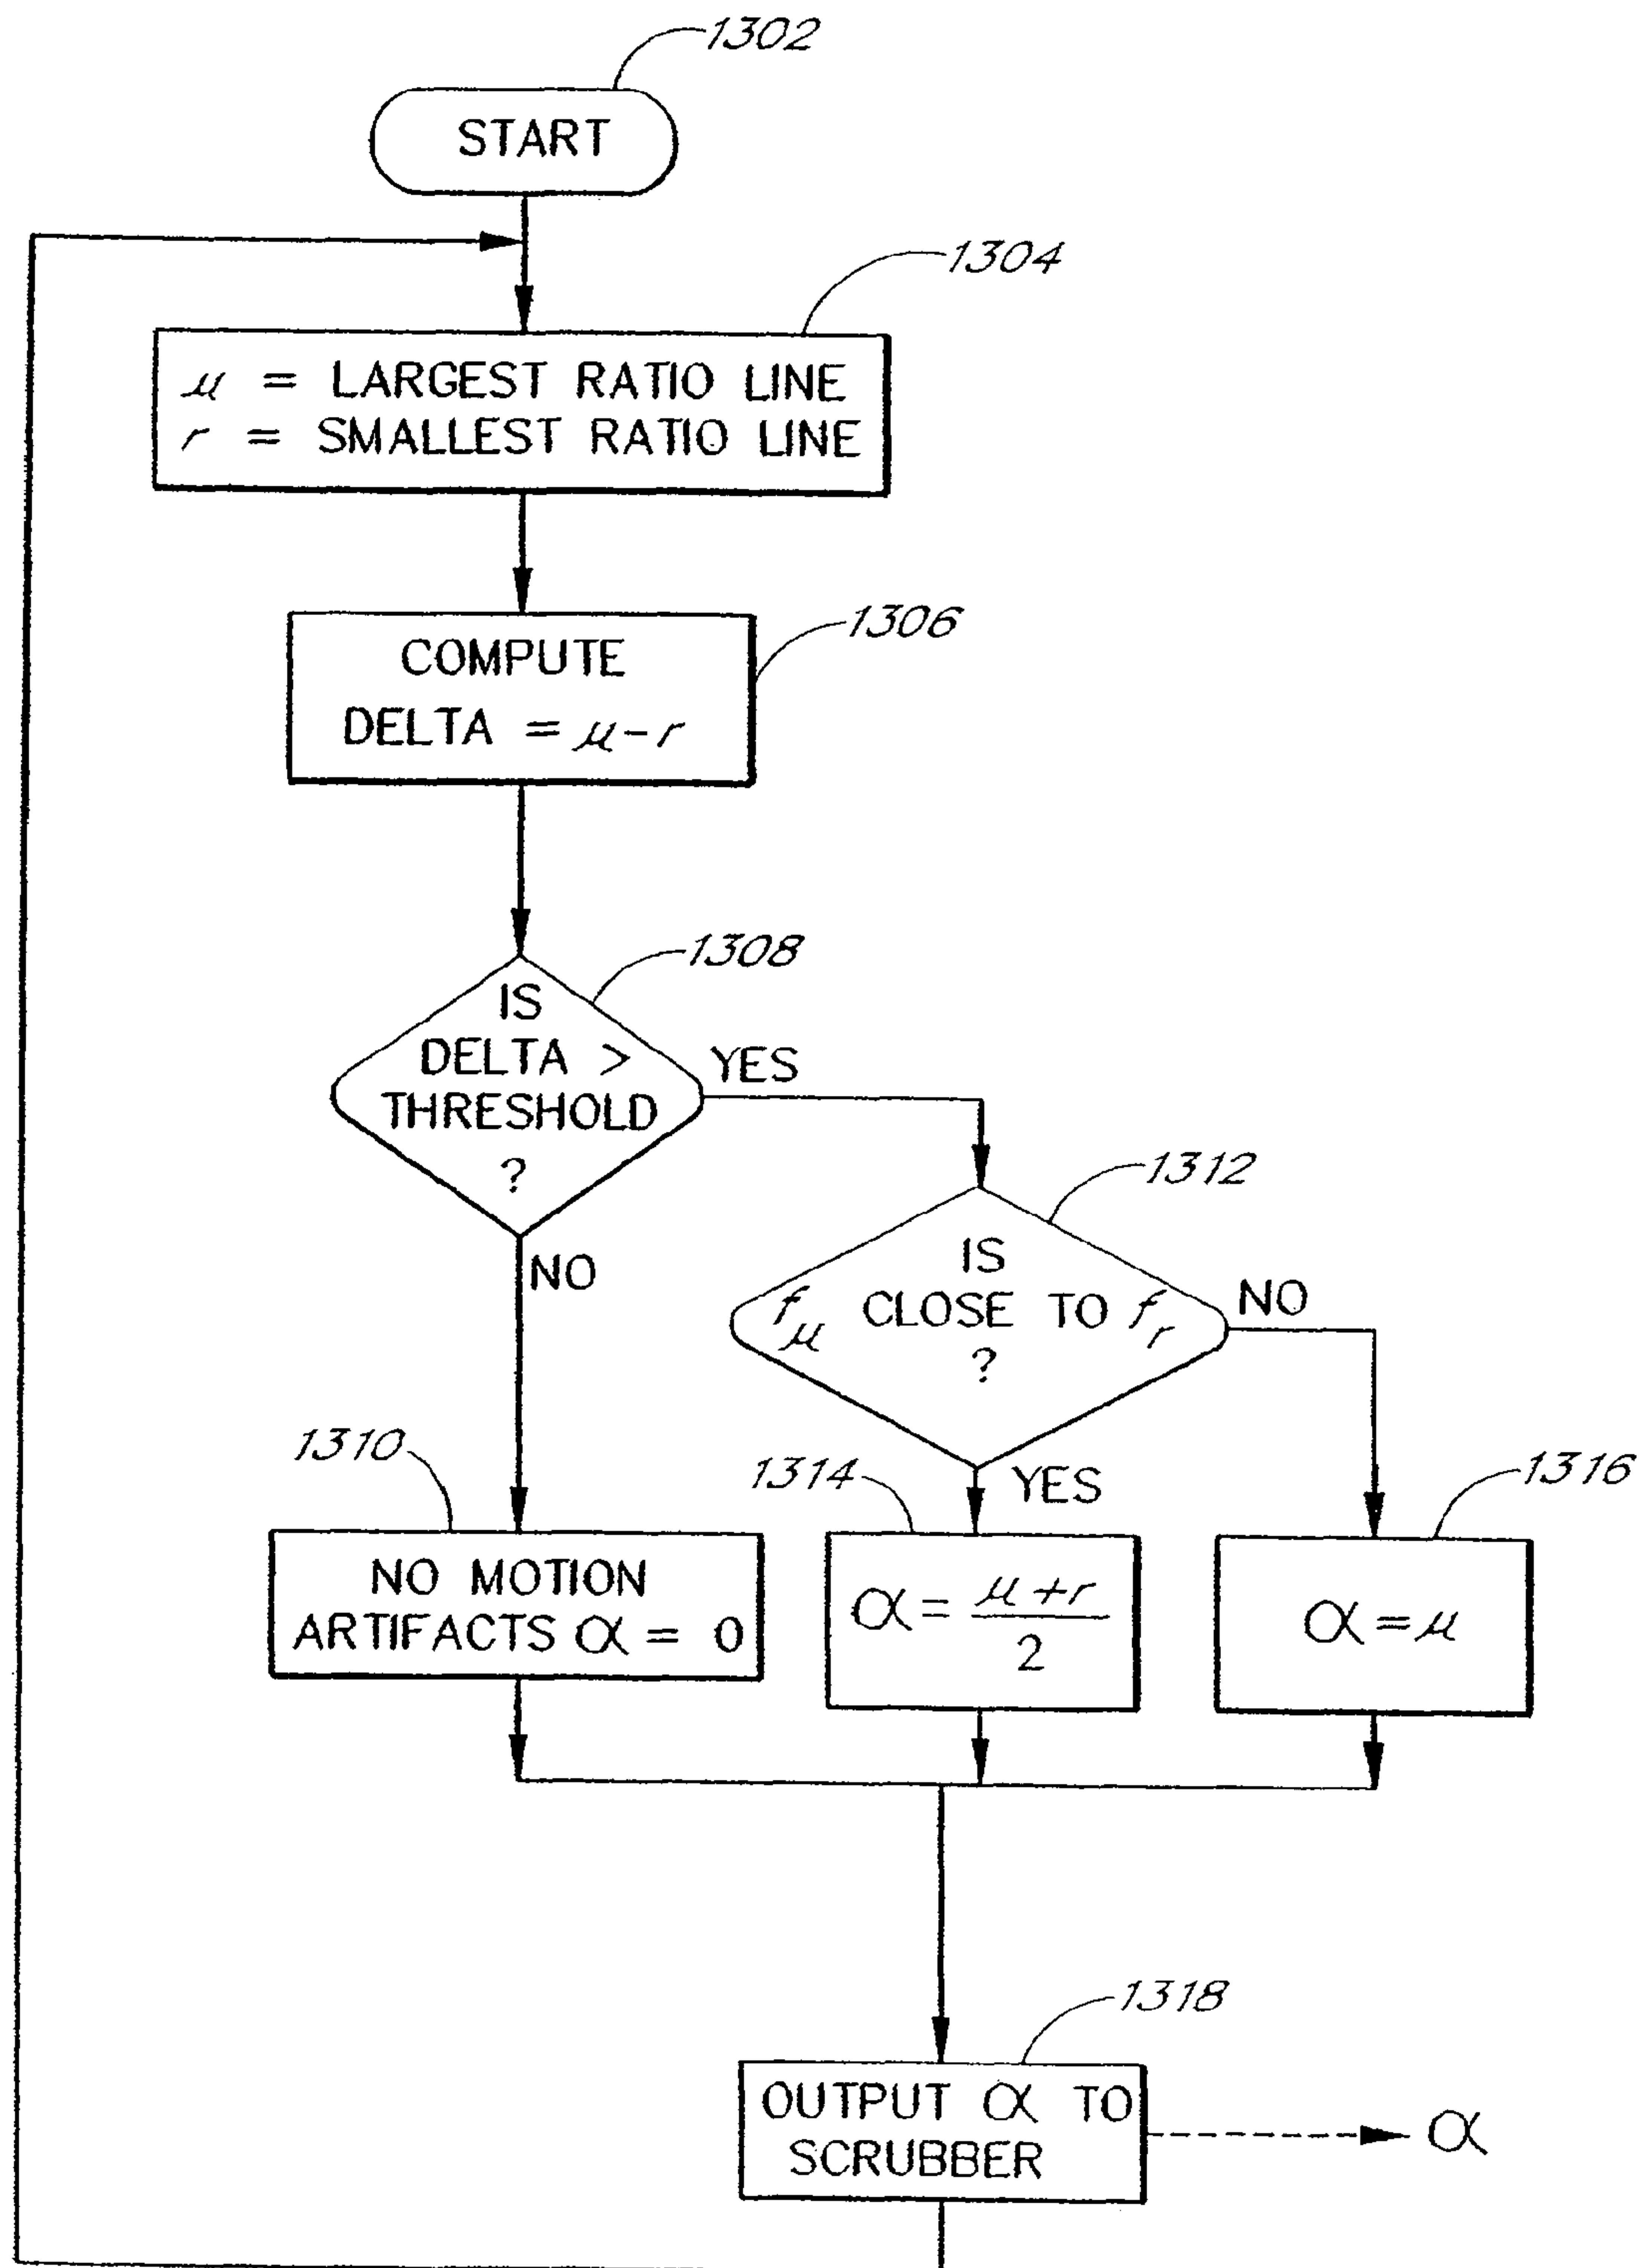 1302
START
1304
μ = LARGEST RATIO LINE
r = SMALLEST RATIO LINE
1306
COMPUTE
DELTA = μ-r
1308
IS
DELTA >
THRESHOLD
?
YES
NO
1312
IS
f_μ CLOSE TO f_r
?
NO
YES
1310
NO MOTION
ARTIFACTS α = 0
1314
α = (μ+r)/2
1316
α = μ
1318
OUTPUT α TO
SCRUBBER
α